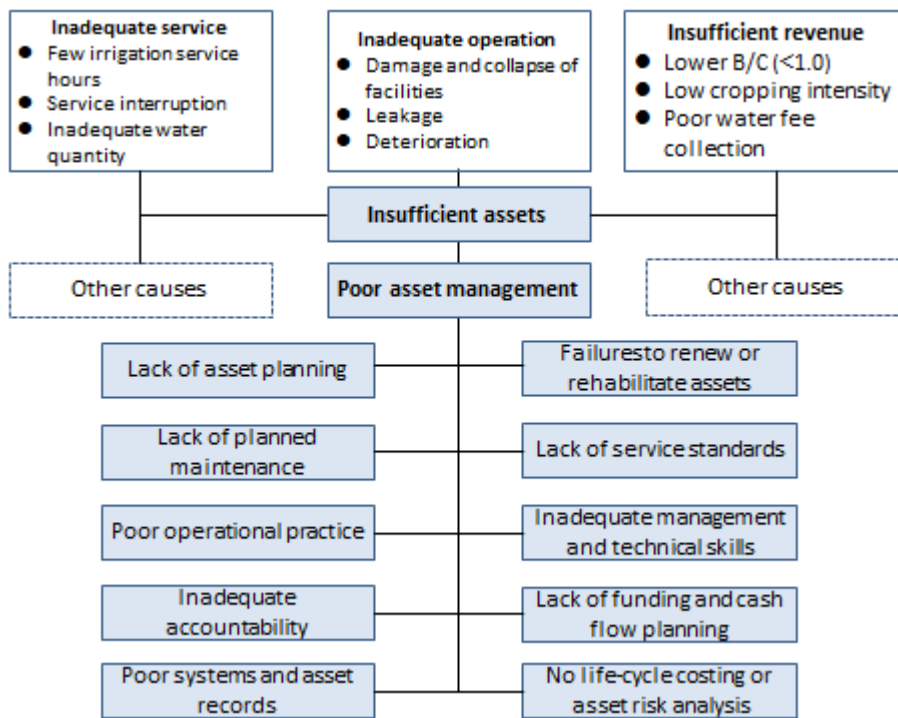 Inadequate service
● Few irrigation service
hours
● Service interruption
● Inadequate water
quantity
Inadequate operation
● Damage and collapse of
facilities
● Leakage
● Deterioration
Insufficient revenue
● Lower B/C (<1.0)
● Low cropping intensity
● Poor water fee
collection
Insufficient assets
Other causes
Poor asset management
Other causes
Lack of asset planning
Failuresto renew or
rehabilitate assets
Lack of planned
maintenance
Lack of service standards
Poor operational practice
Inadequate management
and technical skills
Inadequate
accountability
Lack of funding and cash
flow planning
Poor systems and asset
records
No life-cycle costing or
asset risk analysis